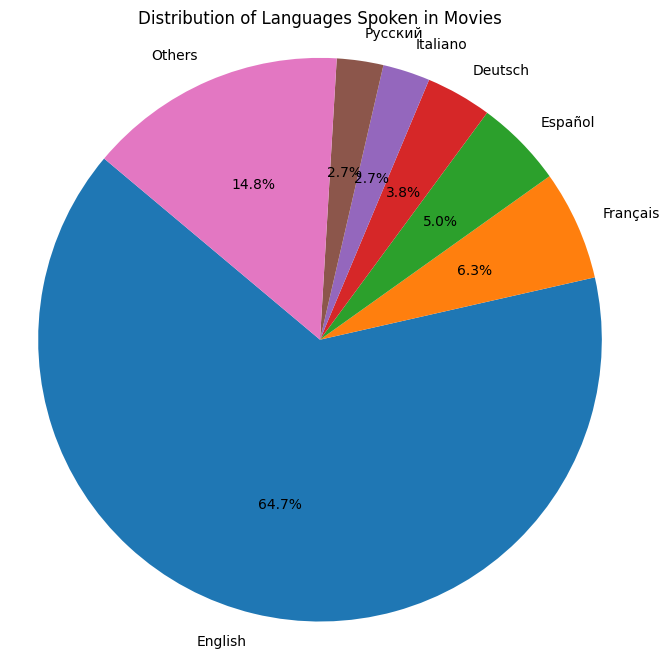 Distribution of Languages Spoken in Movies
Русский
Italiano
Others
Deutsch
Español
Français
2.7%
2.7%
14.8%
3.8%
5.0%
6.3%
64.7%
English